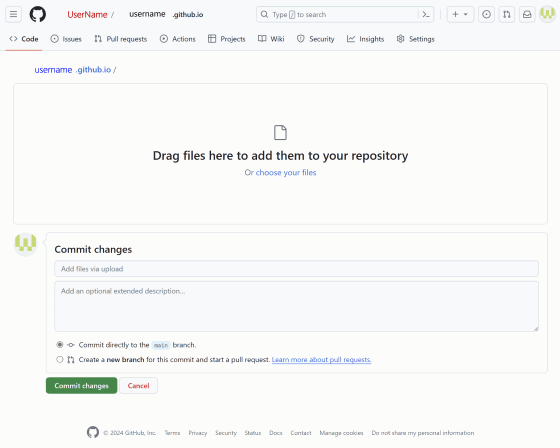 UserName / username .github.io
Type / to search
Code Issues Pull requests Actions Projects Wiki Security Insights Settings
username .github.io /
Drag files here to add them to your repository
Or choose your files
Commit changes
Add files via upload
Add an optional extended description...
Commit directly to the main branch.
Create a new branch for this commit and start a pull request. Learn more about pull requests.
Commit changes Cancel
© 2024 GitHub, Inc. Terms Privacy Security Status Docs Contact Manage cookies Do not share my personal information